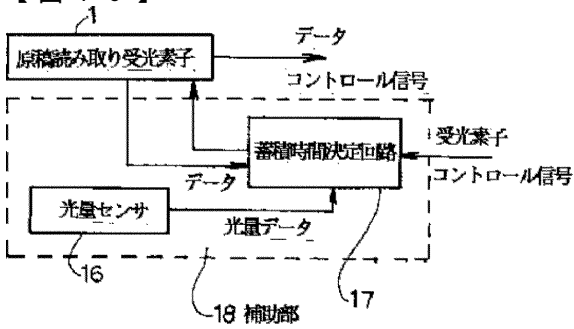 1
データ
原稿読み取り受光素子
コントロール信号
蓄積時間決定回路
受光素子
コントロール信号
データ
光量センサ
光量データ
16
18 補助部
17